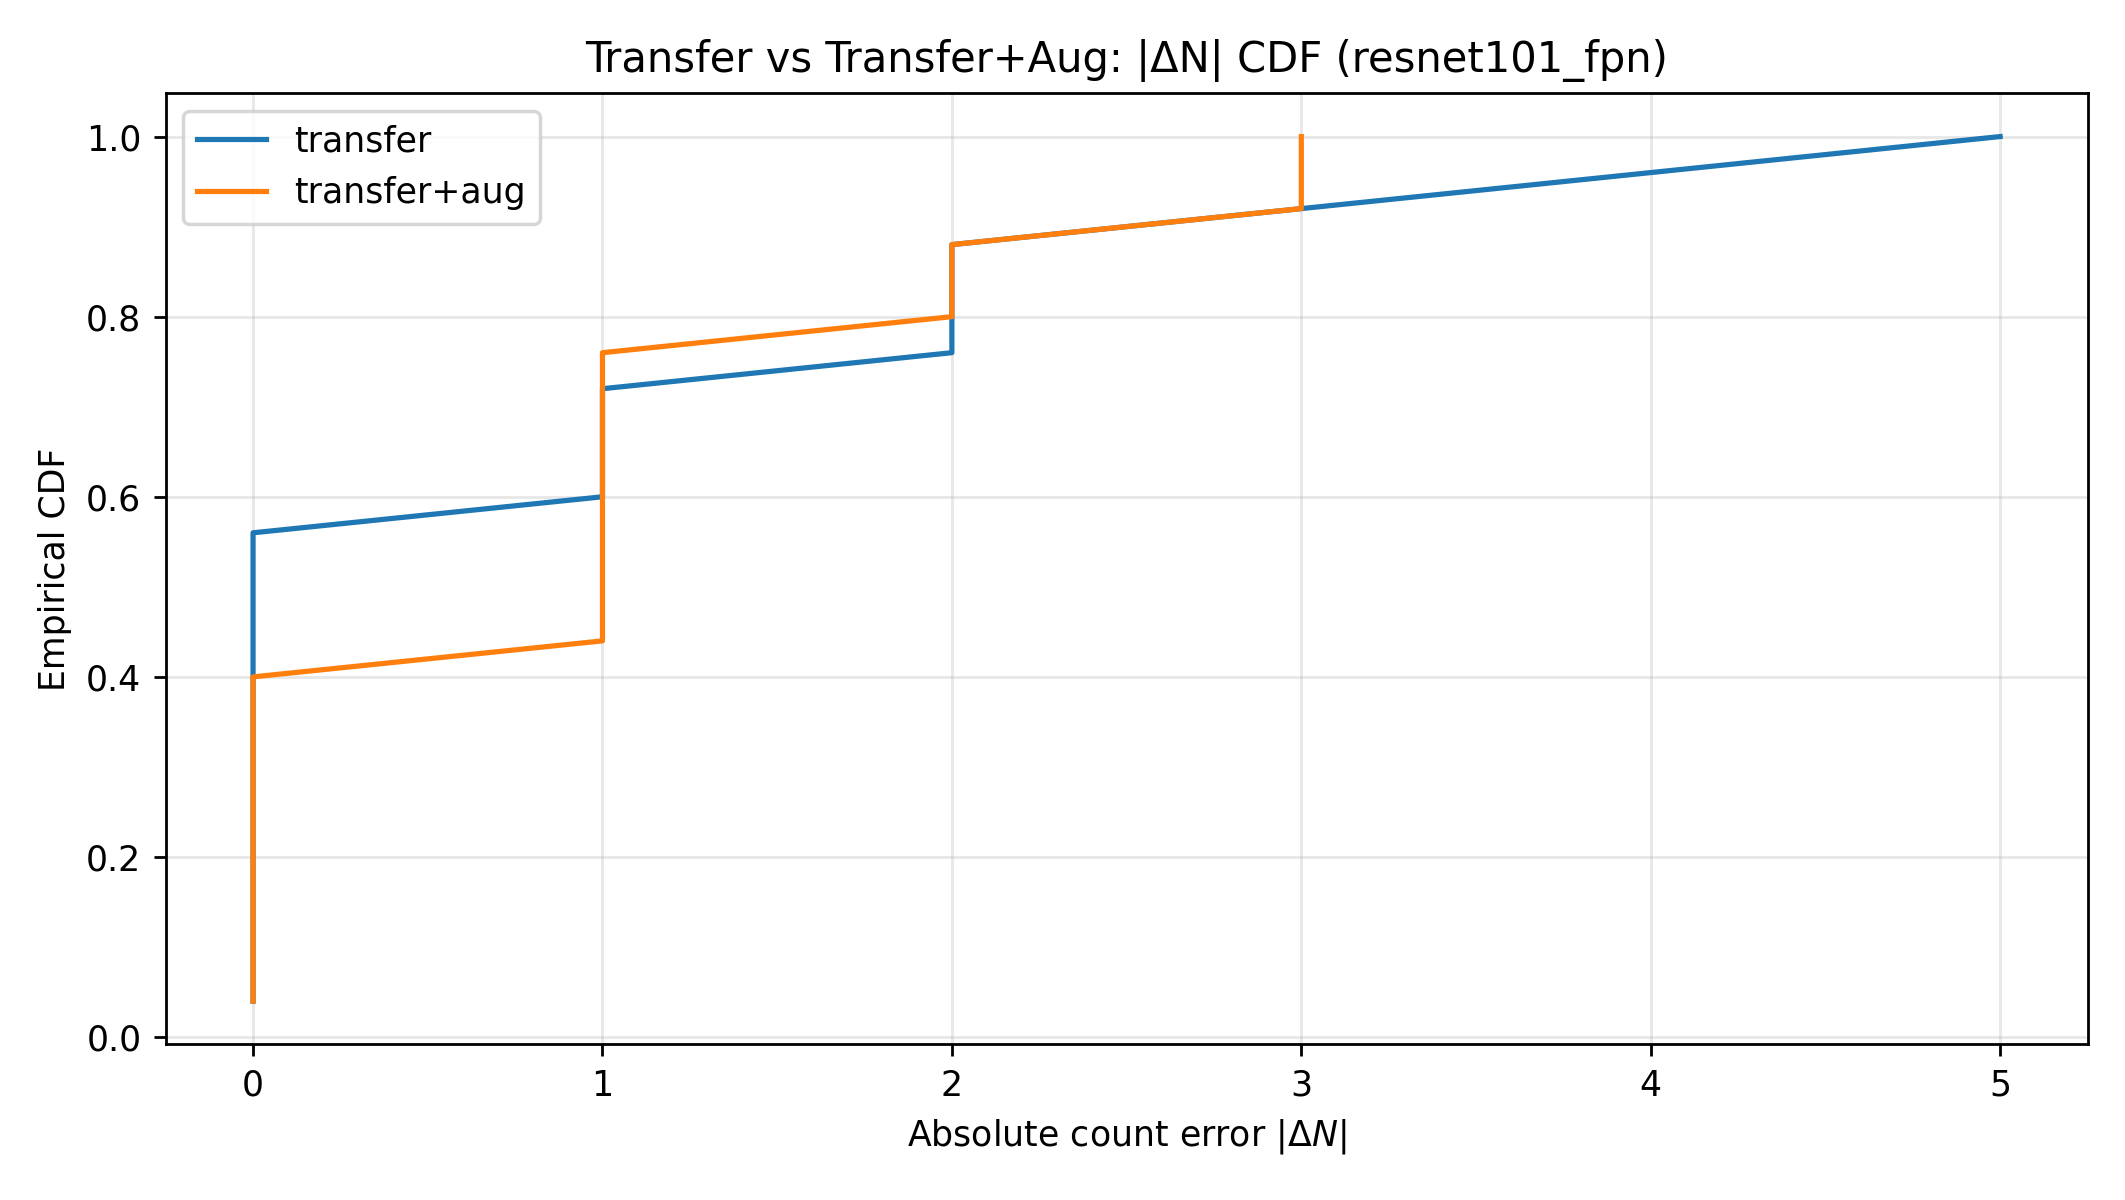 Transfer vs Transfer+Aug: |ΔN| CDF (resnet101_fpn)
transfer
transfer+aug
Empirical CDF
1.0
0.8
0.6
0.4
0.2
0.0
0 1 2 3 4 5
Absolute count error |ΔN|